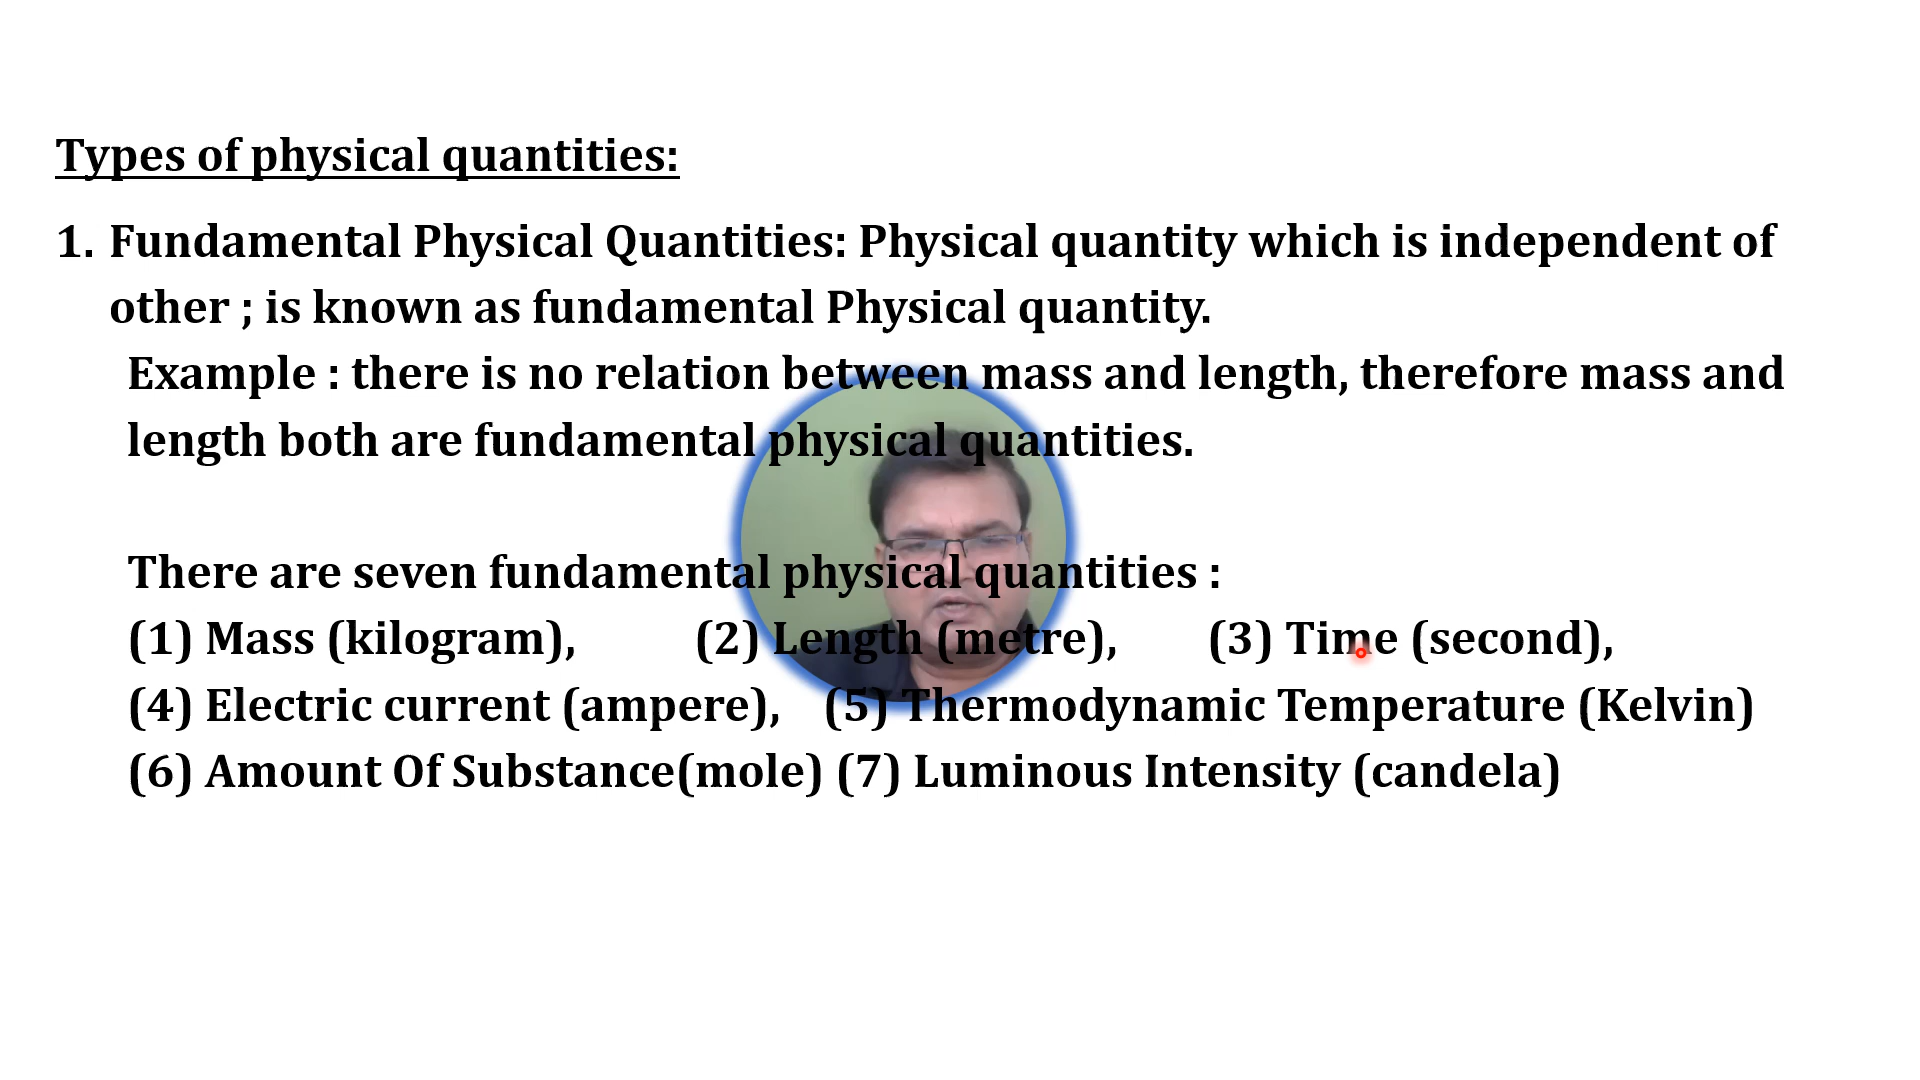 Types of physical quantities:
1. Fundamental Physical Quantities: Physical quantity which is independent of
other ; is known as fundamental Physical quantity.
Example : there is no relation between mass and length, therefore mass and
length both are fundamental physical quantities.
There are seven fundamental physical quantities :
(1) Mass (kilogram), (2) Length (metre), (3) Time (second),
(4) Electric current (ampere), (5) Thermodynamic Temperature (Kelvin)
(6) Amount Of Substance(mole) (7) Luminous Intensity (candela)